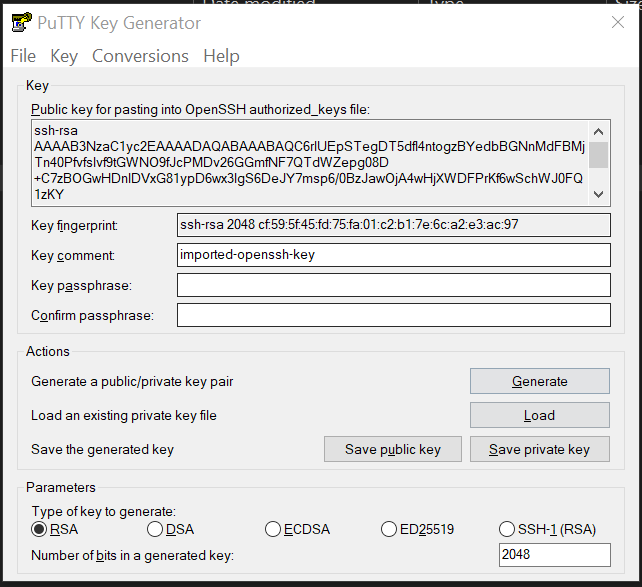 PuTTY Key Generator
File Key Conversions Help
Key
Public key for pasting into OpenSSH authorized_keys file:
ssh-rsa
AAAAB3NzaC1yc2EAAAADAQABAAABAQC6rlUEpSTegDT5dfl4ntogzBYedbBGNnMdFBMj
Tn40Pfvfslvf9tGWNO9fJcPMDv26GGmfNF7QTdWZepg08D
+C7zBOGwHDnlDVxG81ypD6wx3lgS6DeJY7msp6/0BzJawOjA4wHjXWDFPrKf6wSchWJ0FQ
1zKY
Key fingerprint: ssh-rsa 2048 cf:59:5f:45:fd:75:fa:01:c2:b1:7e:6c:a2:e3:ac:97
Key comment: imported-openssh-key
Key passphrase:
Confirm passphrase:
Actions
Generate a public/private key pair Generate
Load an existing private key file Load
Save the generated key Save public key Save private key
Parameters
Type of key to generate:
RSA DSA ECDSA ED25519 SSH-1 (RSA)
Number of bits in a generated key: 2048